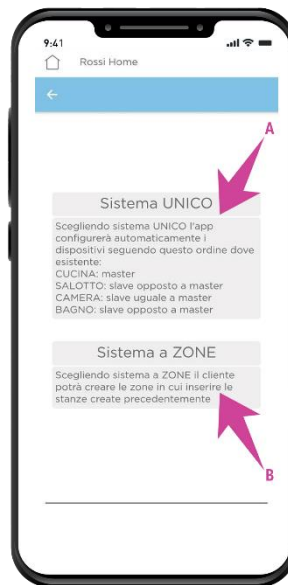 9:41
Rossi Home
A
Sistema UNICO
Scegliendo sistema UNICO l'app
configurerà automaticamente i
dispositivi seguendo questo ordine dove
esistente:
CUCINA: master
SALOTTO: slave opposto a master
CAMERA: slave uguale a master
BAGNO: slave opposto a master
Sistema a ZONE
Scegliendo sistema a ZONE il cliente
potrà creare le zone in cui inserire le
stanze create precedentemente
B